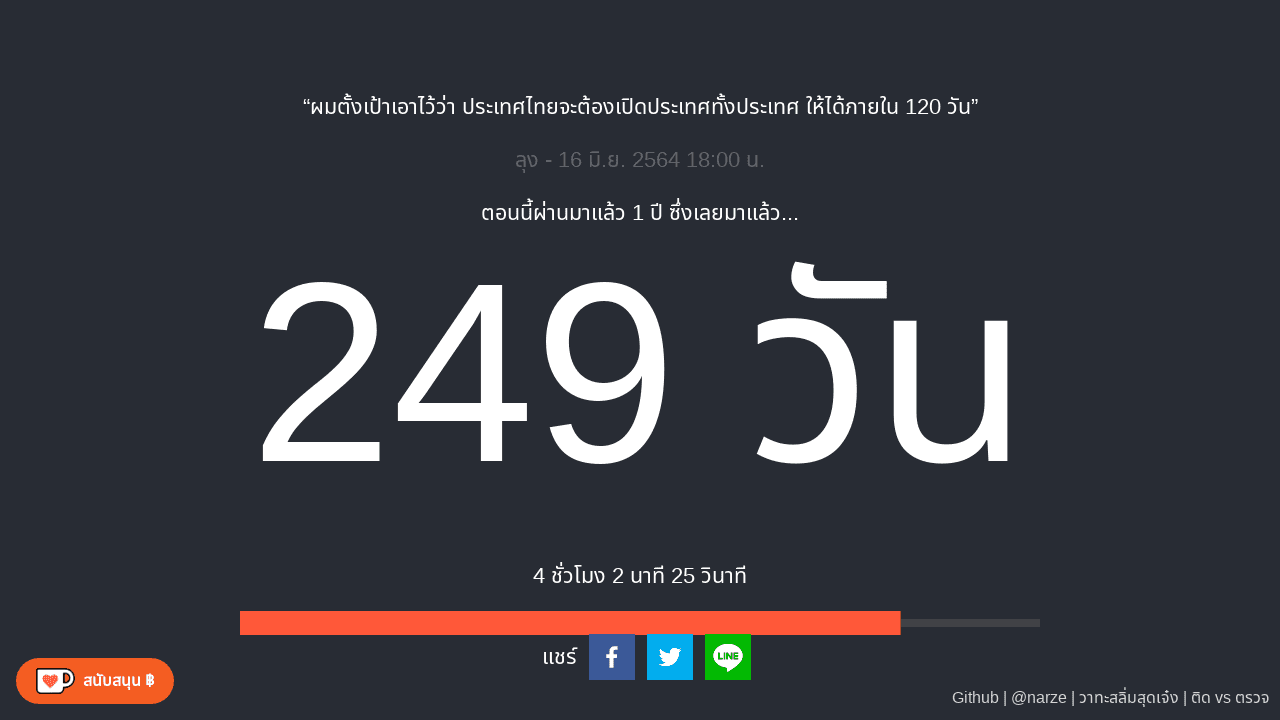 “ผมตั้งเป้าเอาไว้ว่า ประเทศไทยจะต้องเปิดประเทศทั้งประเทศ ให้ได้ภายใน 120 วัน”
ลุง - 16 มิ.ย. 2564 18:00 น.
ตอนนี้ผ่านมาแล้ว 1 ปี ซึ่งเลยมาแล้ว...
249 วัน
4 ชั่วโมง 2 นาที 25 วินาที
แชร์
LINE
สนับสนุน ฿
Github | @narze | วาทะสลิ่มสุดเจ๋ง | ติด vs ตรวจ